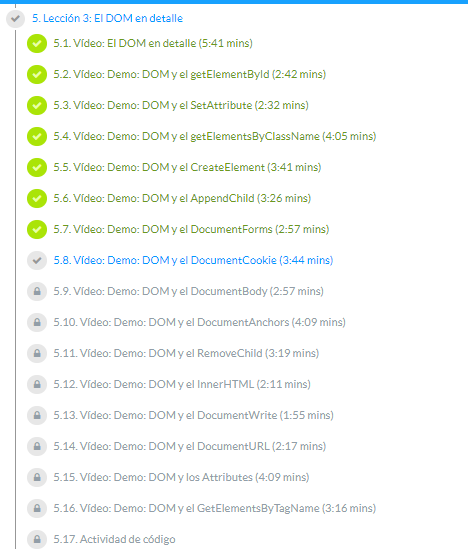 5. Lección 3: El DOM en detalle
5.1. Vídeo: El DOM en detalle (5:41 mins)
5.2. Vídeo: Demo: DOM y el getElementById (2:42 mins)
5.3. Vídeo: Demo: DOM y el SetAttribute (2:32 mins)
5.4. Vídeo: Demo: DOM y el getElementsByClassName (4:05 mins)
5.5. Vídeo: Demo: DOM y el CreateElement (3:41 mins)
5.6. Vídeo: Demo: DOM y el AppendChild (3:26 mins)
5.7. Vídeo: Demo: DOM y el DocumentForms (2:57 mins)
5.8. Vídeo: Demo: DOM y el DocumentCookie (3:44 mins)
5.9. Vídeo: Demo: DOM y el DocumentBody (2:57 mins)
5.10. Vídeo: Demo: DOM y el DocumentAnchors (4:09 mins)
5.11. Vídeo: Demo: DOM y el RemoveChild (3:19 mins)
5.12. Vídeo: Demo: DOM y el InnerHTML (2:11 mins)
5.13. Vídeo: Demo: DOM y el DocumentWrite (1:55 mins)
5.14. Vídeo: Demo: DOM y el DocumentURL (2:17 mins)
5.15. Vídeo: Demo: DOM y los Attributes (4:09 mins)
5.16. Vídeo: Demo: DOM y el GetElementsByTagName (3:16 mins)
5.17. Actividad de código